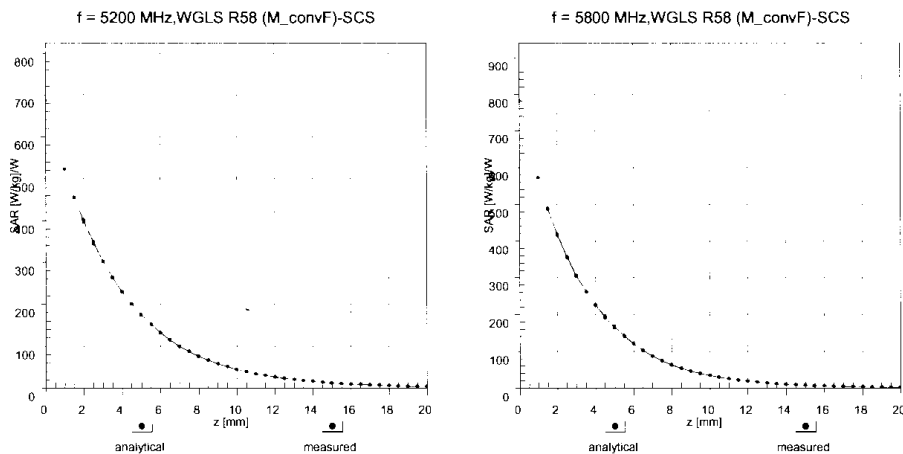 f = 5200 MHz,WGLS R58 (M_convF)-SCS
800
700
600
500
400
300
200
100
0
SAR [W/kg]/W
0 2 4 6 8 10 12 14 16 18 20
z [mm]
analytical measured
f = 5800 MHz,WGLS R58 (M_convF)-SCS
900
800
700
600
500
400
300
200
100
0
SAR [W/kg]/W
0 2 4 6 8 10 12 14 16 18 20
z [mm]
analytical measured